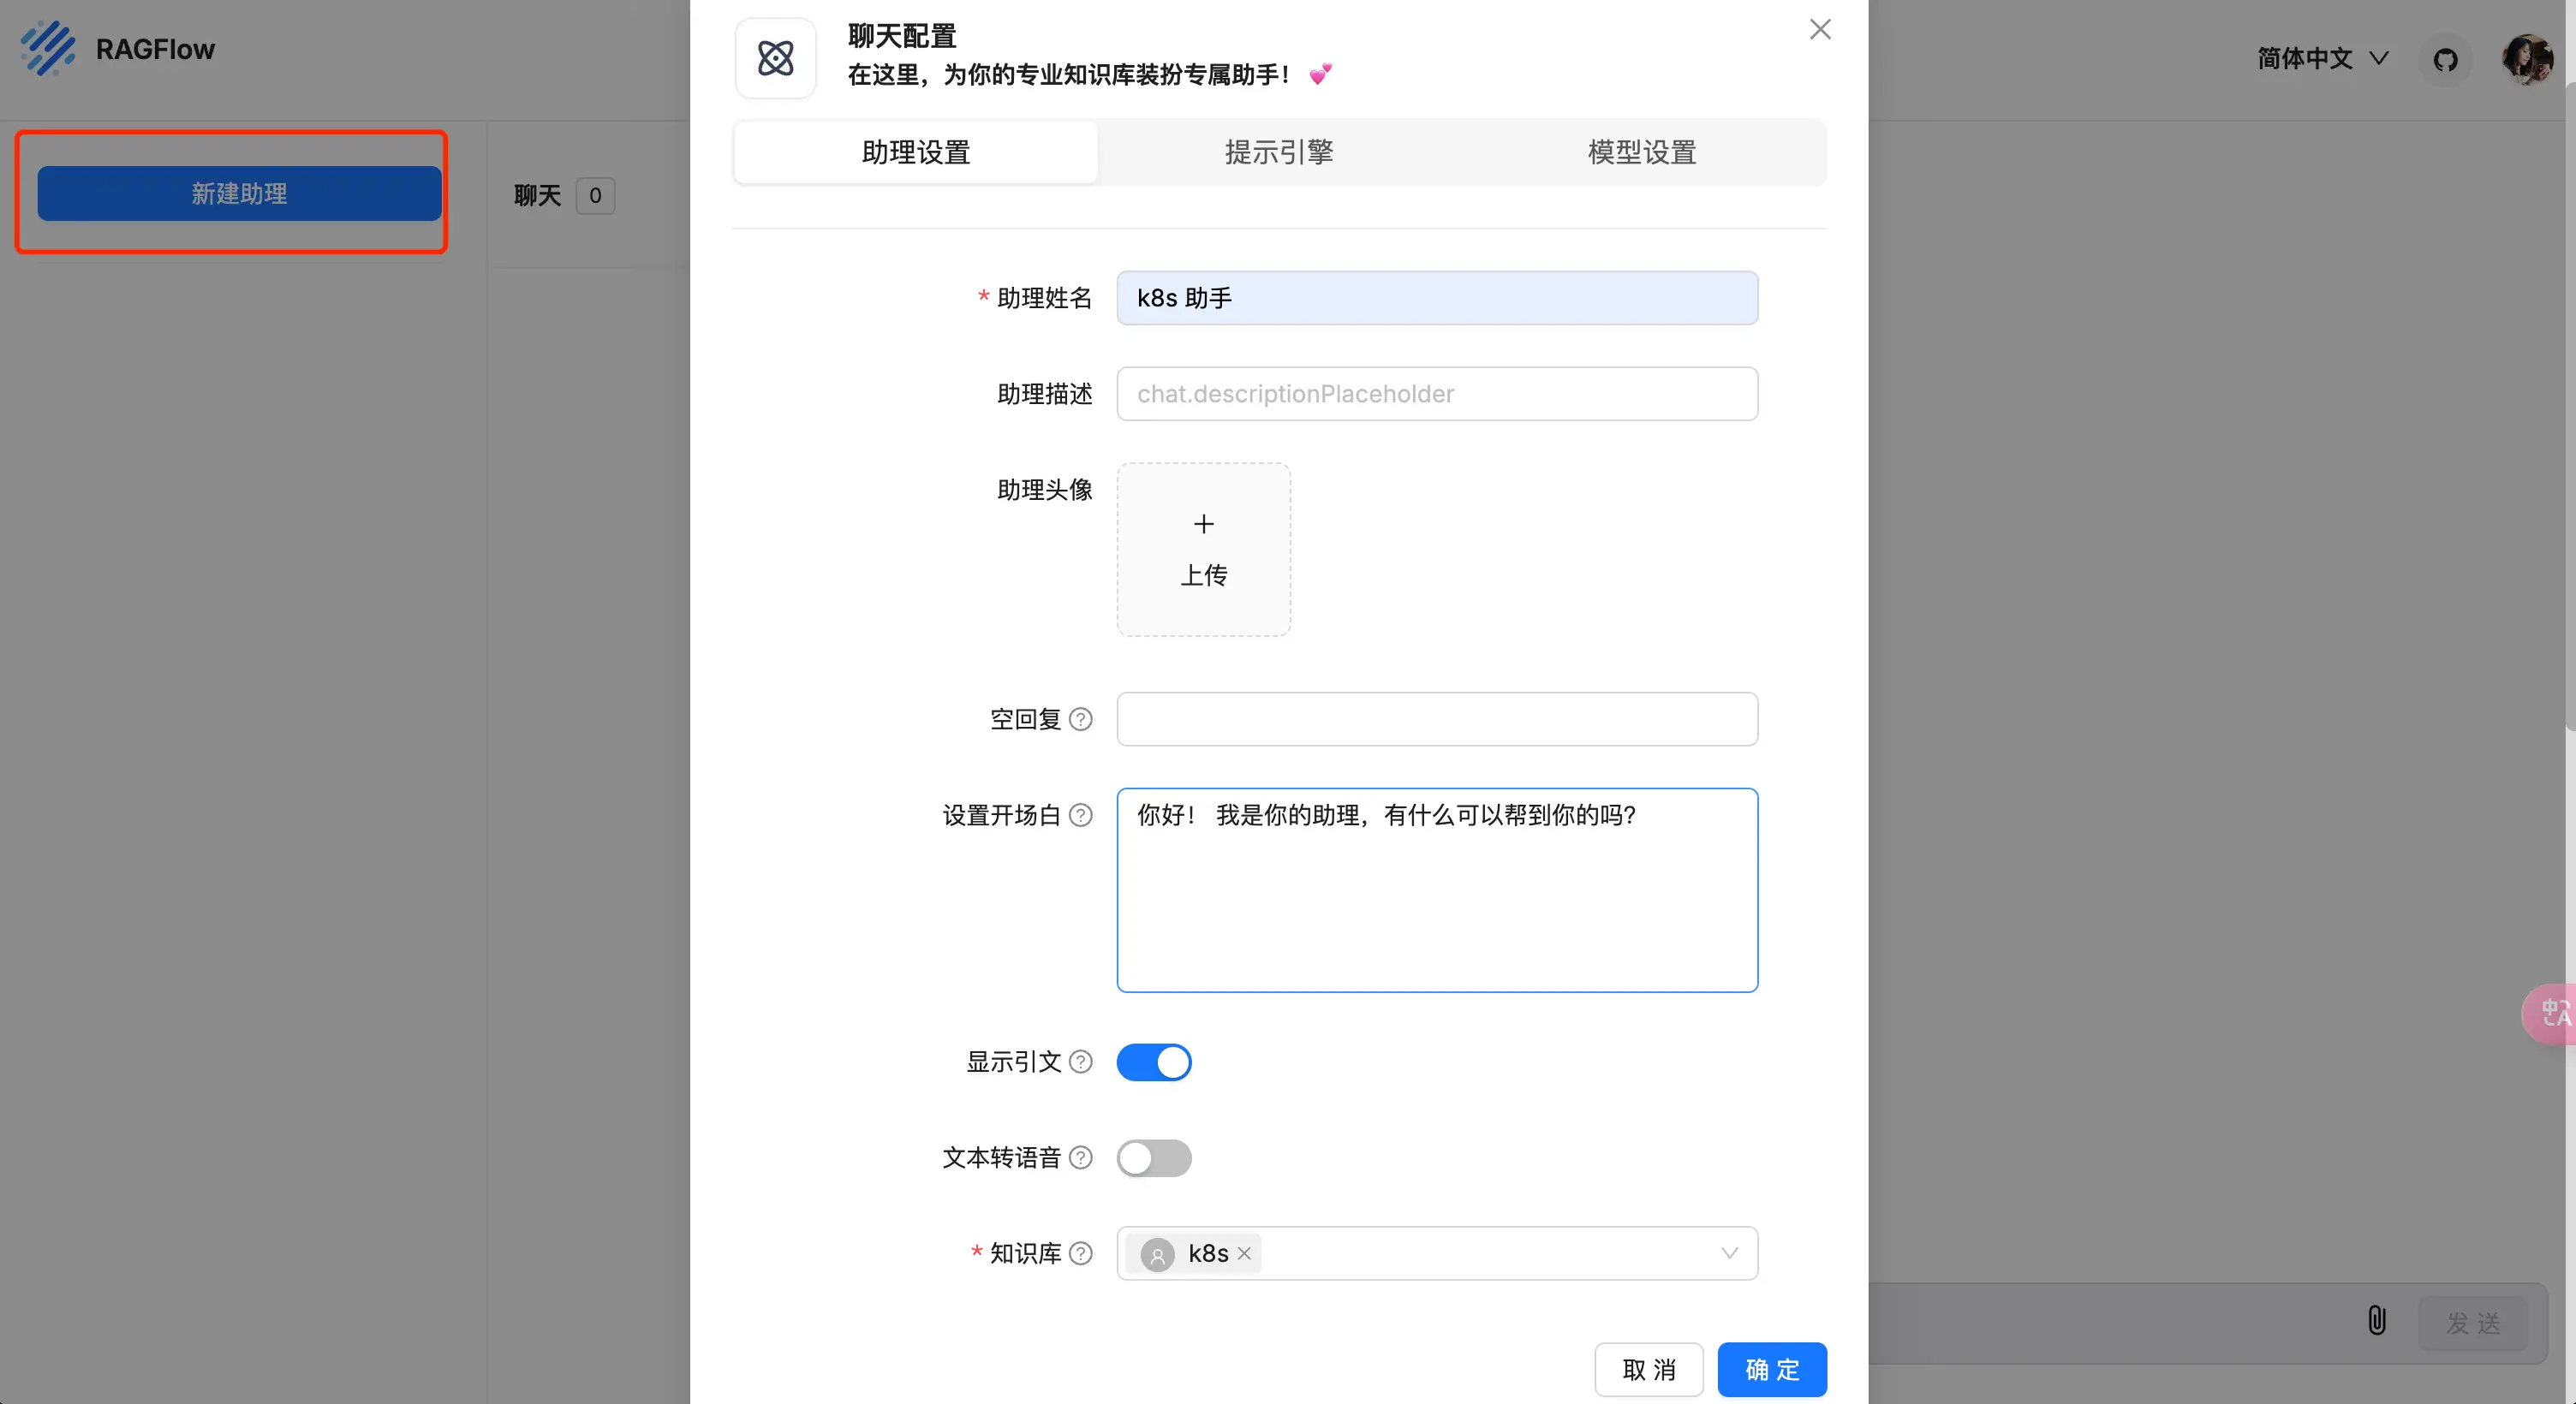 RAGFlow
简体中文
新建助理
聊天 0
聊天配置
在这里，为你的专业知识库装扮专属助手！ 💕
助理设置
提示引擎
模型设置
* 助理姓名
k8s 助手
助理描述
chat.descriptionPlaceholder
助理头像
+
上传
空回复
设置开场白
你好！ 我是你的助理，有什么可以帮到你的吗？
显示引文
文本转语音
* 知识库
k8s
取 消
确 定
发 送
中A